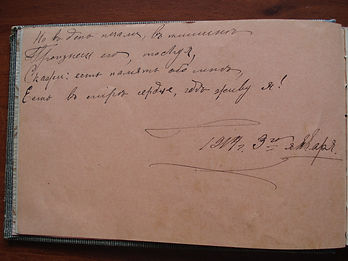 Но въ день печали, въ тишинѣ
Произнеси его, тоскуя,
Скажи: есть память обо мнѣ,
Есть въ мірѣ сердце, гдѣ живу я!
3го января.